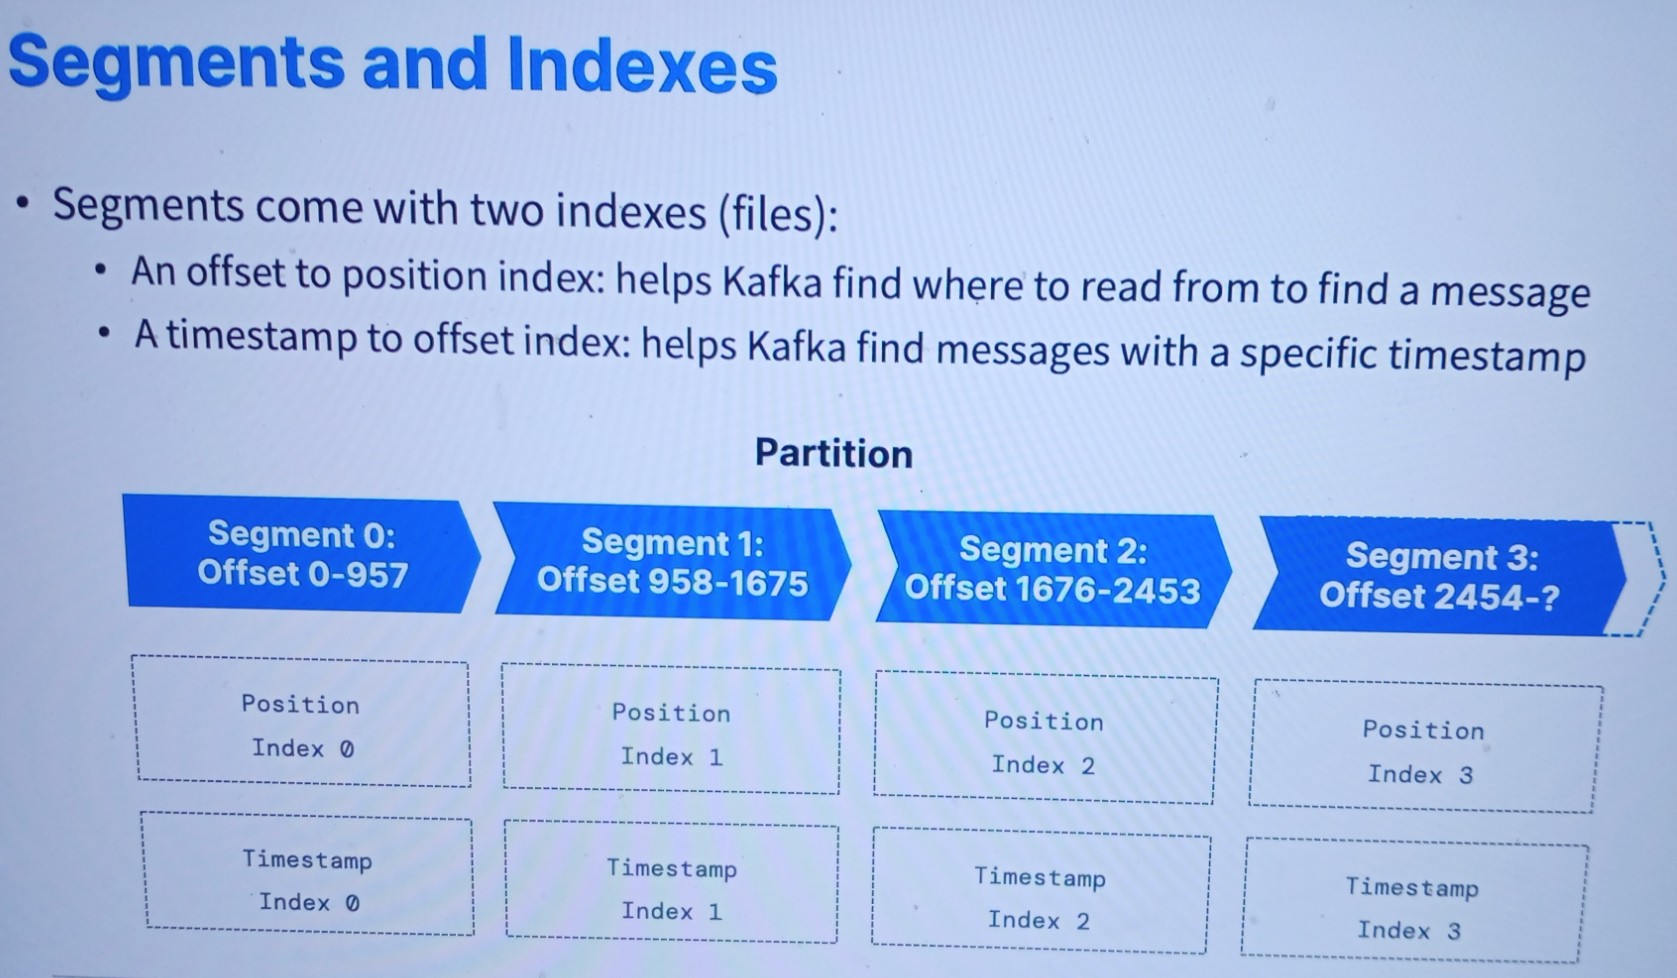 Segments and Indexes
• Segments come with two indexes (files):
• An offset to position index: helps Kafka find where to read from to find a message
• A timestamp to offset index: helps Kafka find messages with a specific timestamp
Partition
Segment 0:
Offset 0-957
Segment 1:
Offset 958-1675
Segment 2:
Offset 1676-2453
Segment 3:
Offset 2454-?
Position
Index 0
Position
Index 1
Position
Index 2
Position
Index 3
Timestamp
Index 0
Timestamp
Index 1
Timestamp
Index 2
Timestamp
Index 3